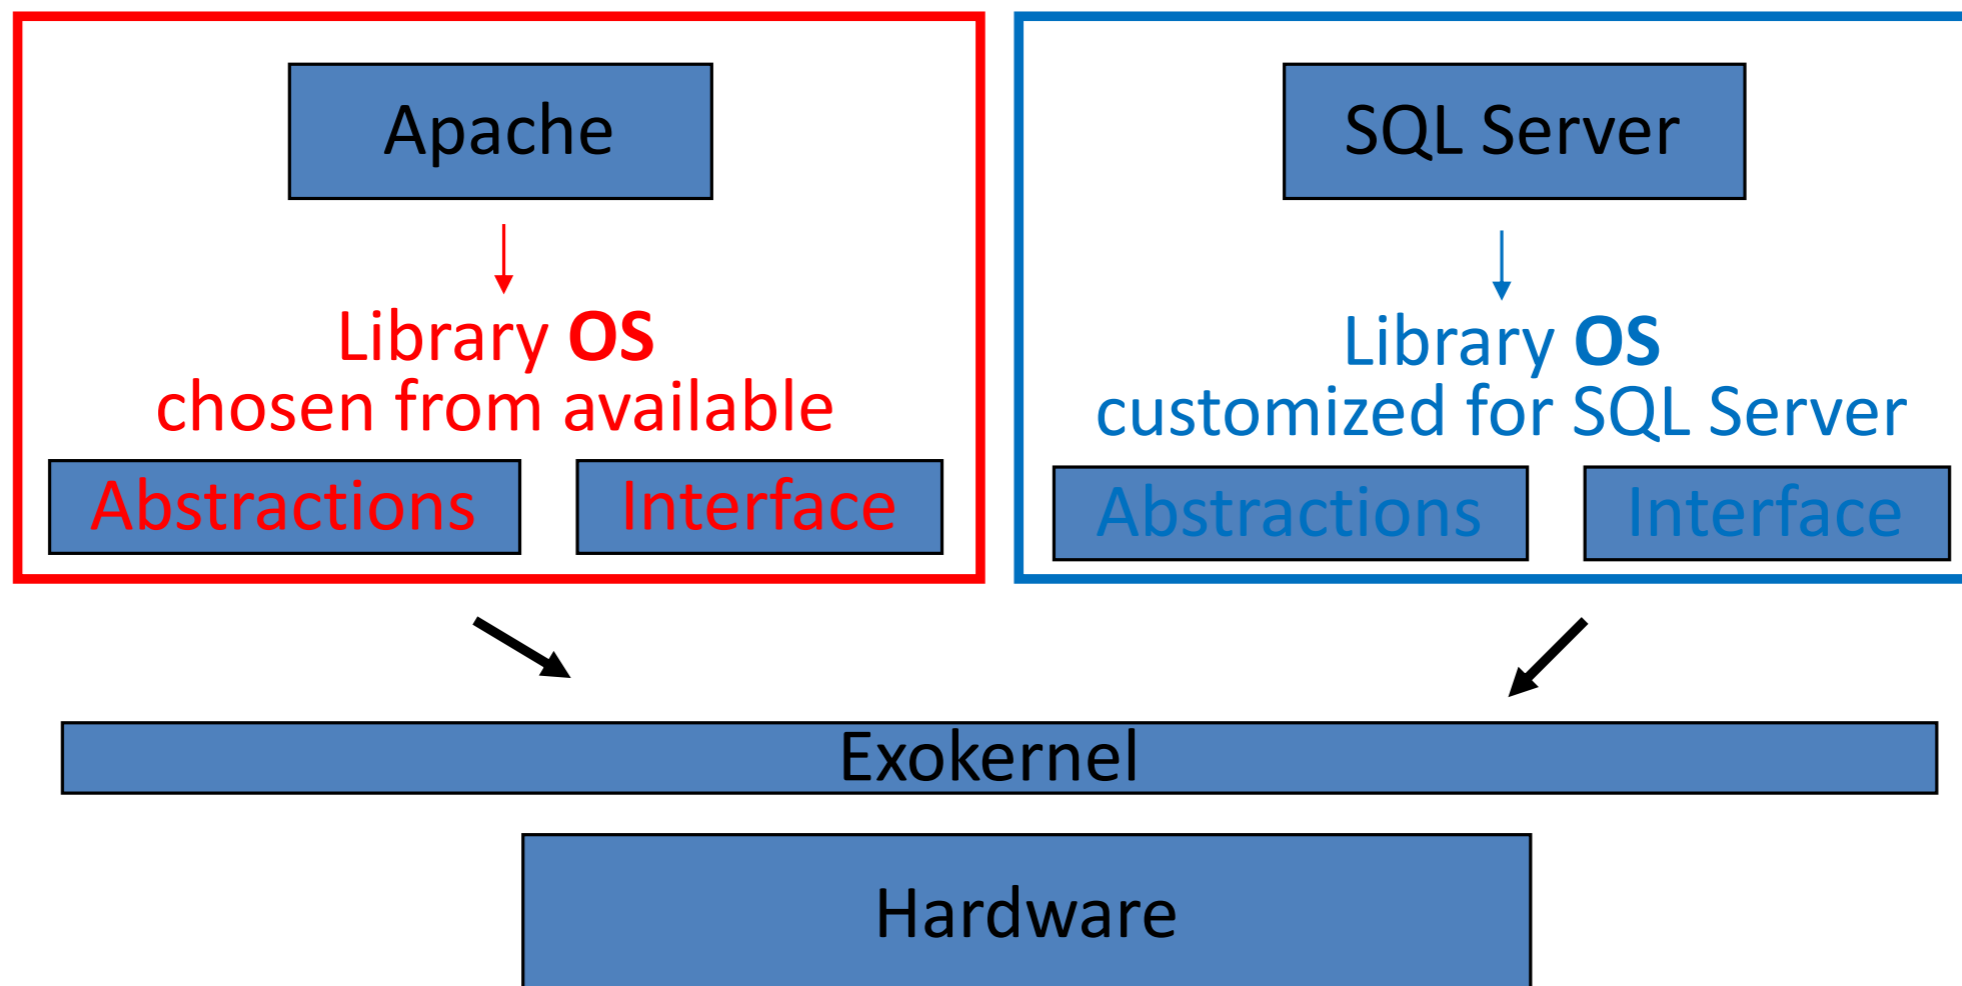 Apache
Library OS
chosen from available
Abstractions
Interface
SQL Server
Library OS
customized for SQL Server
Abstractions
Interface
Exokernel
Hardware